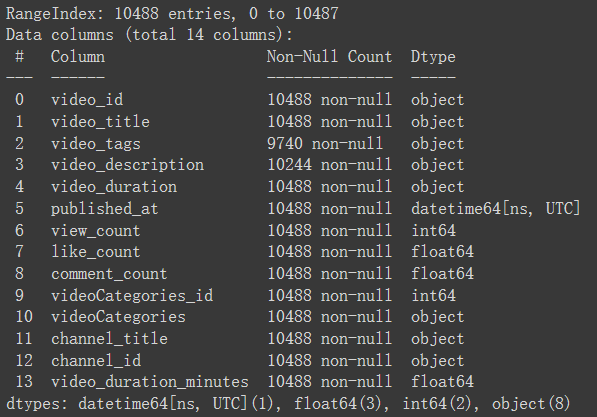 RangeIndex: 10488 entries, 0 to 10487
Data columns (total 14 columns):
 #   Column                  Non-Null Count  Dtype
---  ------                  --------------  -----
 0   video_id                10488 non-null  object
 1   video_title             10488 non-null  object
 2   video_tags              9740 non-null   object
 3   video_description       10244 non-null  object
 4   video_duration          10488 non-null  object
 5   published_at            10488 non-null  datetime64[ns, UTC]
 6   view_count              10488 non-null  int64
 7   like_count              10488 non-null  float64
 8   comment_count           10488 non-null  float64
 9   videoCategories_id      10488 non-null  int64
 10  videoCategories         10488 non-null  object
 11  channel_title           10488 non-null  object
 12  channel_id              10488 non-null  object
 13  video_duration_minutes  10488 non-null  float64
dtypes: datetime64[ns, UTC](1), float64(3), int64(2), object(8)